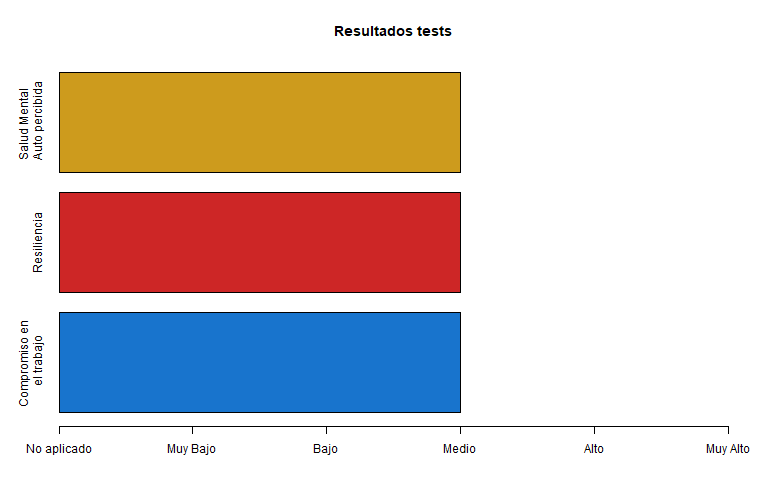 Resultados tests
Salud Mental
Auto percibida
Resiliencia
Compromiso en
el trabajo
No aplicado
Muy Bajo
Bajo
Medio
Alto
Muy Alto